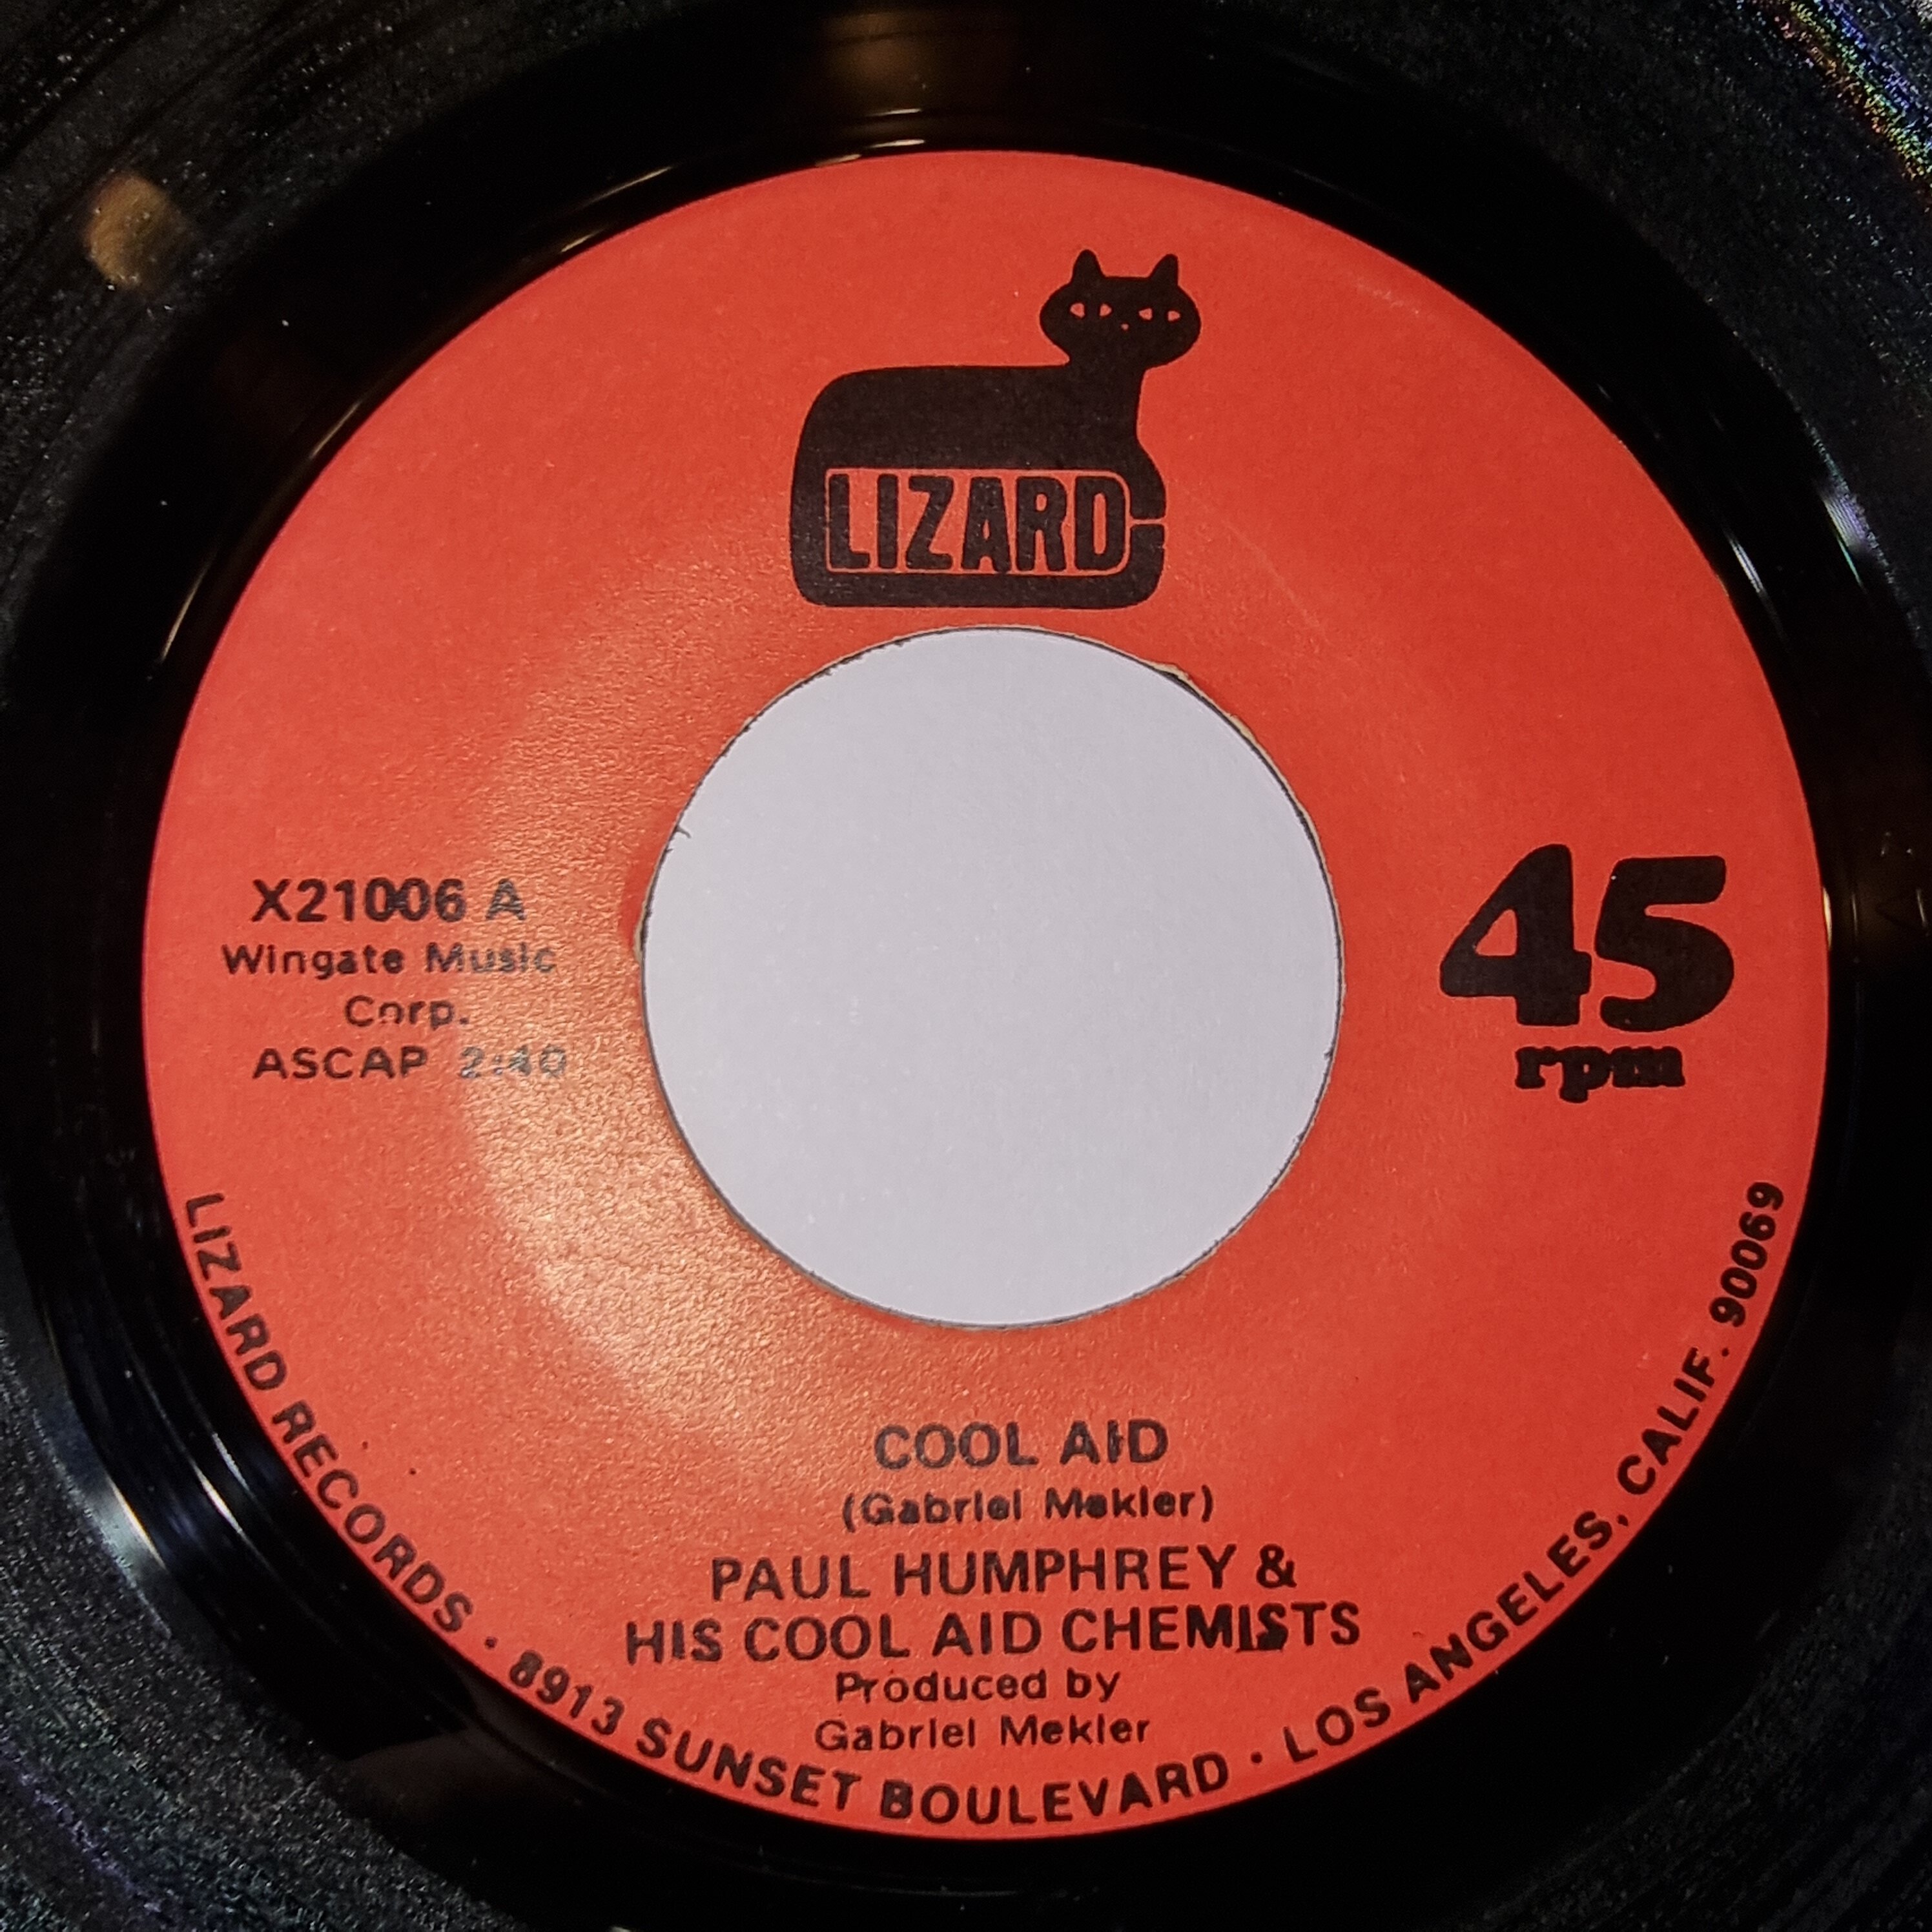 LIZARD
X21006 A
Wingate Music
Corp.
ASCAP 2:40
45
rpm
COOL AID
(Gabriel Mekler)
PAUL HUMPHREY &
HIS COOL AID CHEMISTS
Produced by
Gabriel Mekler
LIZARD RECORDS · 8913 SUNSET BOULEVARD · LOS ANGELES, CALIF. 90069